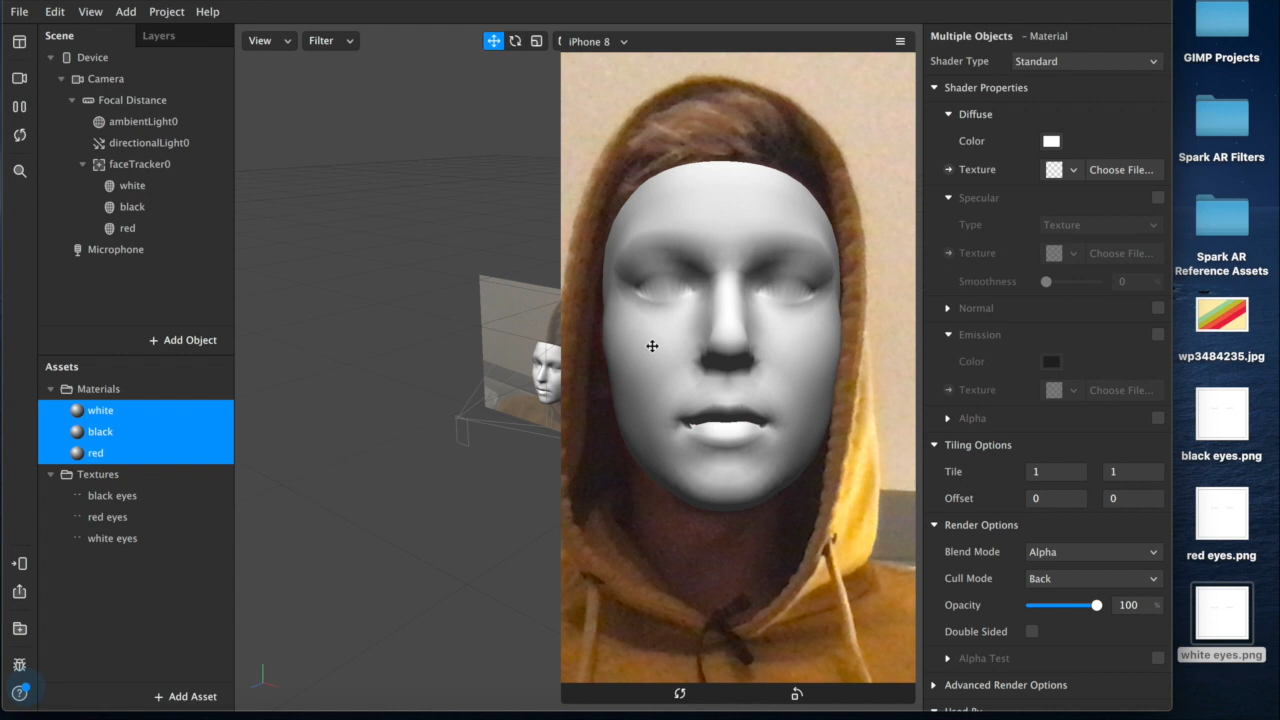 File Edit View Add Project Help
Scene Layers
Device
Camera
Focal Distance
ambientLight0
directionalLight0
faceTracker0
white
black
red
Microphone
Add Object
Assets
Materials
white
black
red
Textures
black eyes
red eyes
white eyes
Add Asset
View Filter
iPhone 8
Multiple Objects - Material
Shader Type Standard
Shader Properties
Diffuse
Color
Texture Choose File...
Specular
Type Texture
Texture Choose File...
Smoothness 0 %
Normal
Emission
Color
Texture Choose File...
Alpha
Tiling Options
Tile 1 1
Offset 0 0
Render Options
Blend Mode Alpha
Cull Mode Back
Opacity 100 %
Double Sided
Alpha Test
Advanced Render Options
Used By
GIMP Projects
Spark AR Filters
Spark AR
Reference Assets
wp3484235.jpg
black eyes.png
red eyes.png
white eyes.png